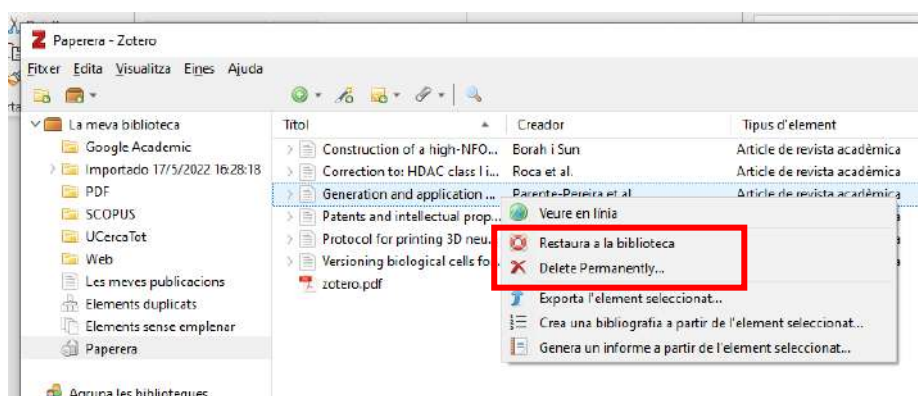 Paperera - Zotero
Fitxer Edita Visualitza Eines Ajuda
La meva biblioteca
Google Academic
Importado 17/5/2022 16:28:18
PDF
SCOPUS
UCercaTot
Web
Les meves publicacions
Elements duplicats
Elements sense emplenar
Paperera
Agrupa les biblioteques
Títol Creador Tipus d'element
Construction of a high-NFO... Borah i Sun Article de revista acadèmica
Correction to: HDAC class I i... Roca et al. Article de revista acadèmica
Generation and application ... Parente-Pereira et al. Article de revista acadèmica
Patents and intellectual prop...
Protocol for printing 3D neu...
Versioning biological cells fo...
zotero.pdf
Veure en línia
Restaura a la biblioteca
Delete Permanently...
Exporta l'element seleccionat...
Crea una bibliografia a partir de l'element seleccionat...
Genera un informe a partir de l'element seleccionat...